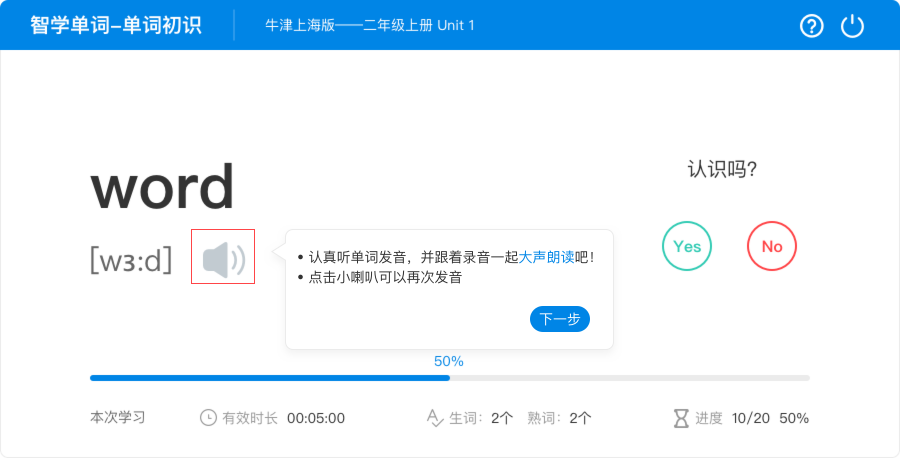 智学单词-单词初识
牛津上海版——二年级上册 Unit 1
word
认识吗?
[wɜ:d]
Yes
No
• 认真听单词发音，并跟着录音一起大声朗读吧！
• 点击小喇叭可以再次发音
下一步
50%
本次学习
有效时长 00:05:00
生词：2个 熟词：2个
进度 10/20 50%